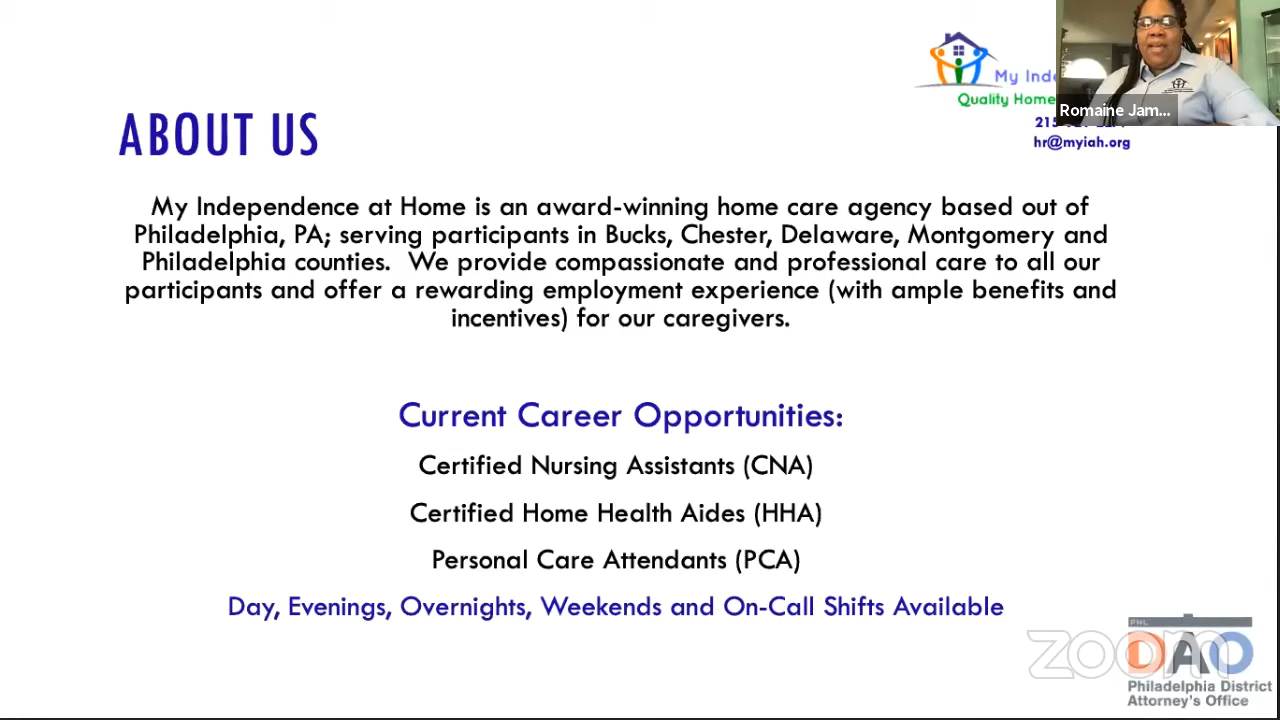 My Inde
Quality Home
Romaine Jam...
hr@myiah.org
ABOUT US
My Independence at Home is an award-winning home care agency based out of
Philadelphia, PA; serving participants in Bucks, Chester, Delaware, Montgomery and
Philadelphia counties. We provide compassionate and professional care to all our
participants and offer a rewarding employment experience (with ample benefits and
incentives) for our caregivers.
Current Career Opportunities:
Certified Nursing Assistants (CNA)
Certified Home Health Aides (HHA)
Personal Care Attendants (PCA)
Day, Evenings, Overnights, Weekends and On-Call Shifts Available
PHL
zoom
DAO
Philadelphia District
Attorney's Office